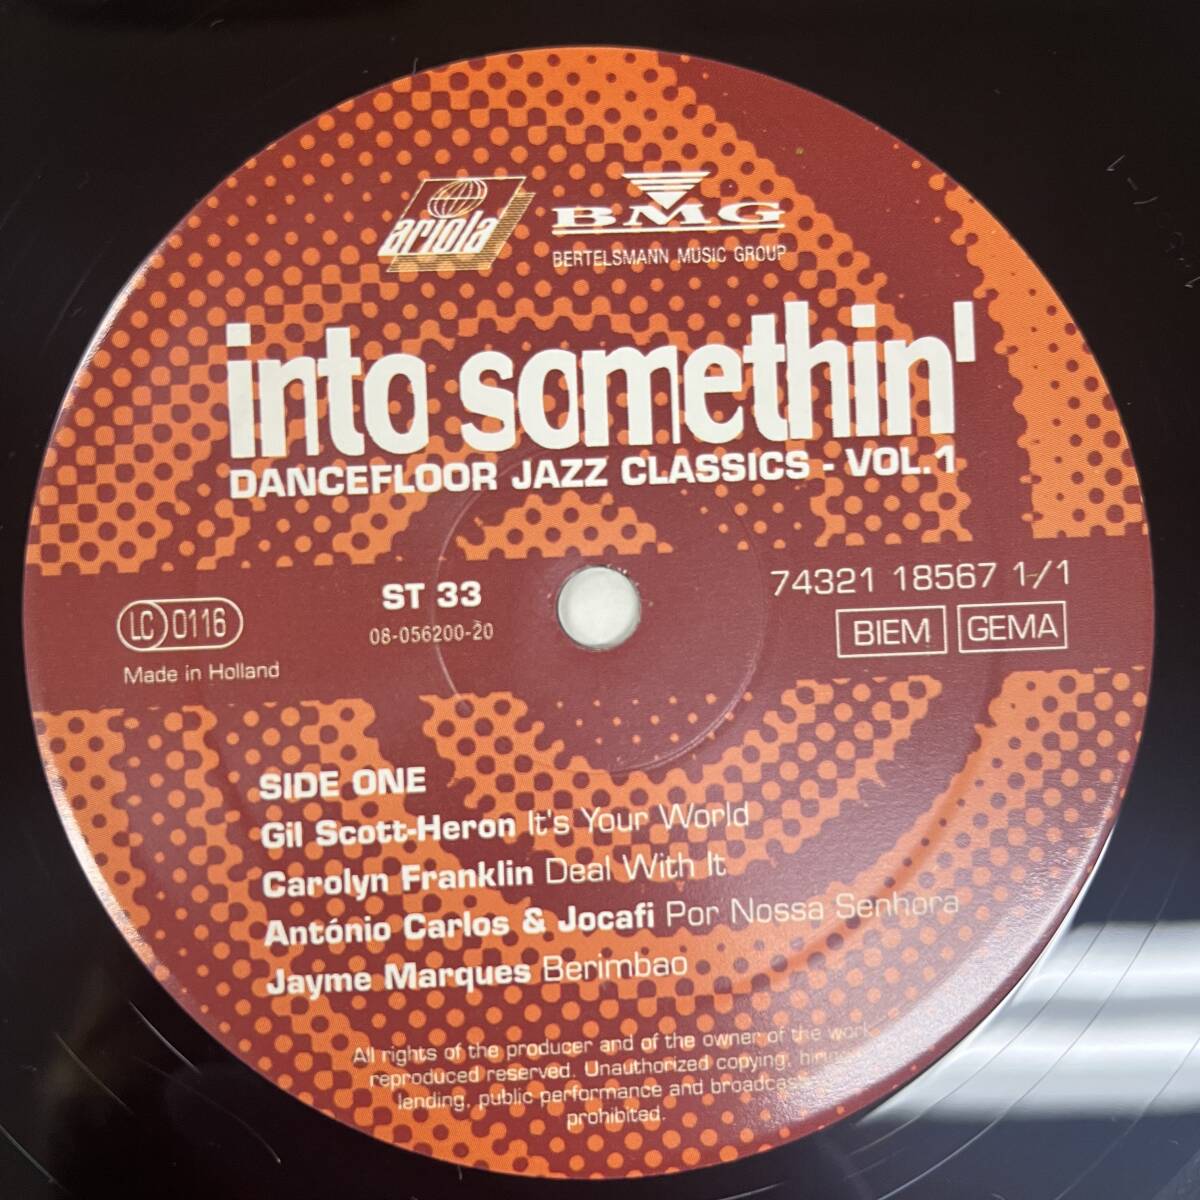 ariola
BMG
BERTELSMANN MUSIC GROUP
into somethin'
DANCEFLOOR JAZZ CLASSICS - VOL.1
LC 0116
Made in Holland
ST 33
08-056200-20
74321 18567 1/1
BIEM GEMA
SIDE ONE
Gil Scott-Heron It's Your World
Carolyn Franklin Deal With It
António Carlos & Jocafi Por Nossa Senhora
Jayme Marques Berimbao
All rights of the producer and of the owner of the work
reproduced reserved. Unauthorized copying,
lending, public performance and
prohibited.